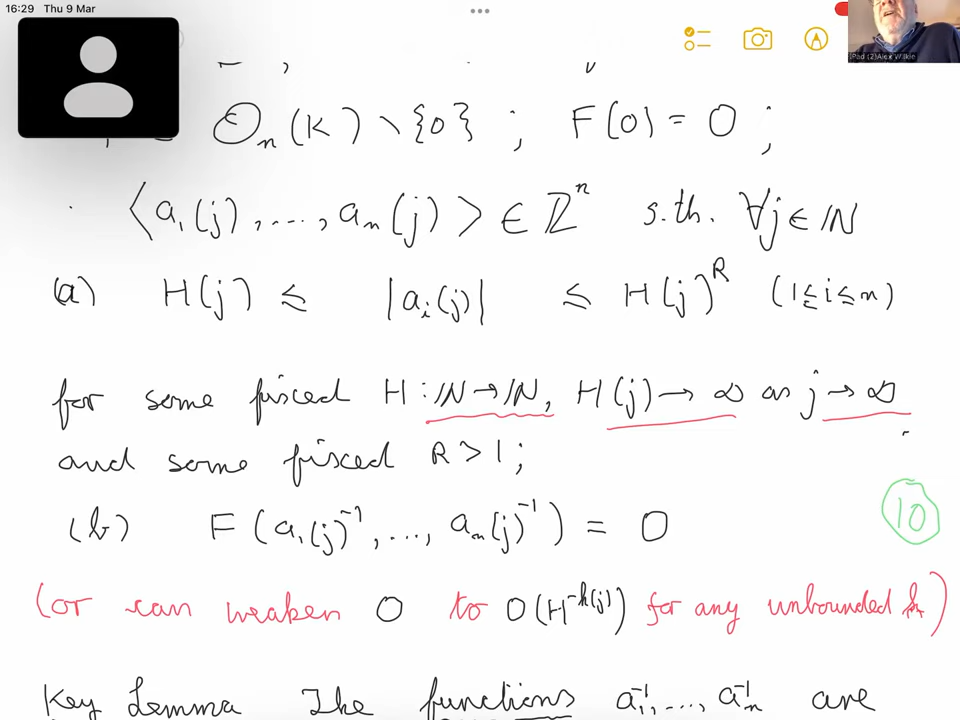 16:29 Thu 9 Mar
iPad (2)Alex Wilkie
𝒪ₙ(K) \ {0} ; F(0) = 0 ;
⟨a₁(j),...., aₙ(j)⟩ ∈ ℤⁿ s.th. ∀j ∈ ℕ
(a) H(j) ≤ |aᵢ(j)| ≤ H(j)ᴿ (1≤i≤n)
for some fixed H : ℕ → ℕ, H(j) → ∞ as j → ∞
and some fixed R > 1 ;
(b) F(a₁(j)⁻¹,..., aₙ(j)⁻¹) = 0
10
(or can weaken 0 to O(H^{-h(j)}) for any unbounded h)
Key Lemma The functions a₁⁻¹,..., aₙ⁻¹ are